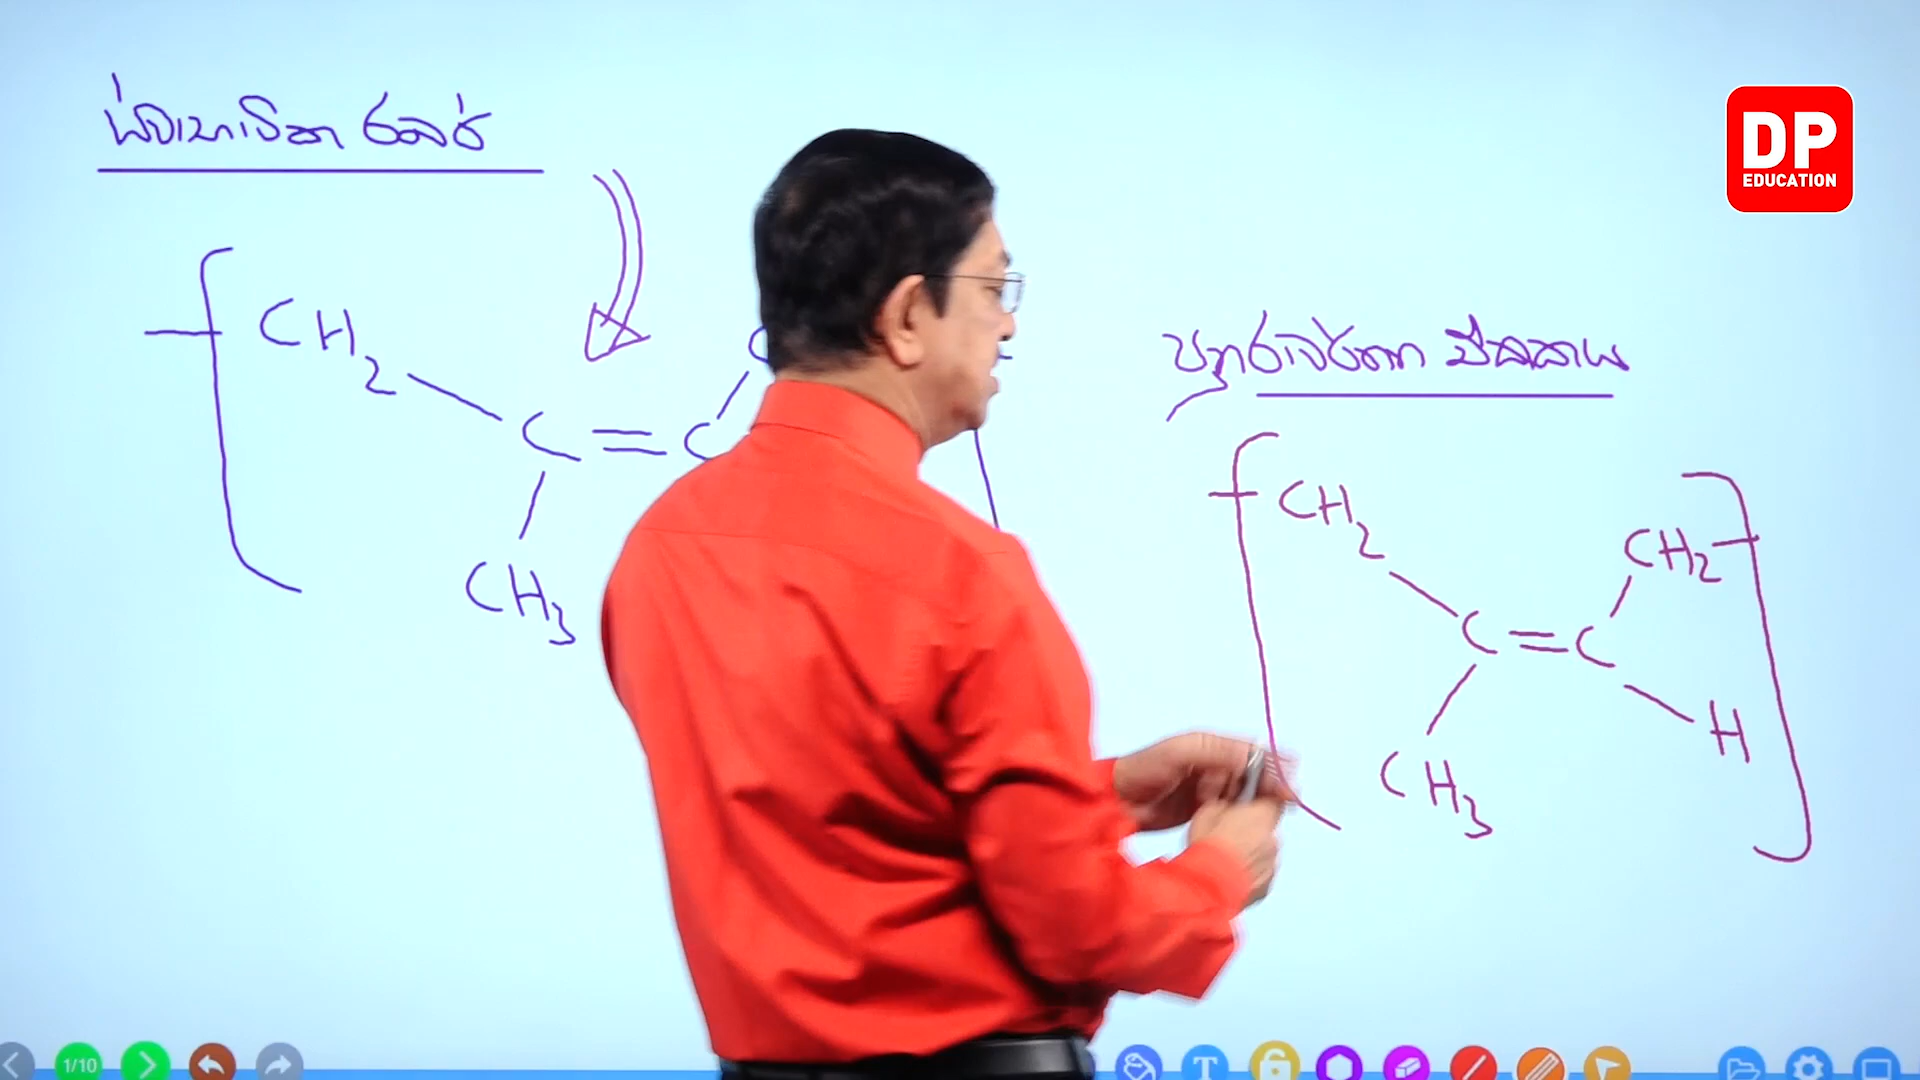 ස්වාභාවික රබර්
CH2
C = C
CH3
පුනරාවර්තන ඒකකය
CH2
CH2
C = C
H
CH3
DP
EDUCATION
1/10
T